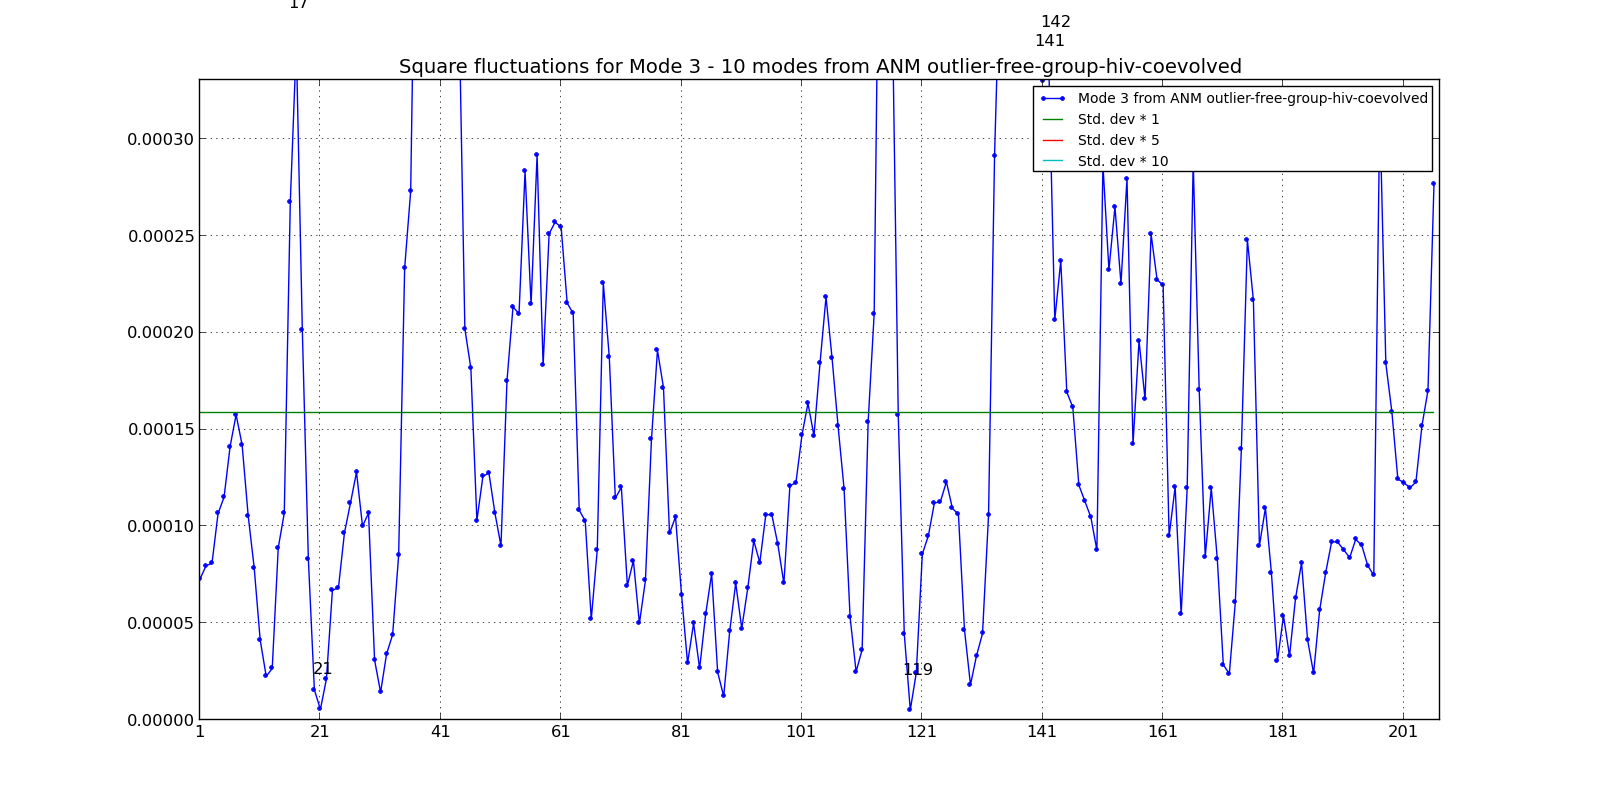 17
142
141
Square fluctuations for Mode 3 - 10 modes from ANM outlier-free-group-hiv-coevolved
Mode 3 from ANM outlier-free-group-hiv-coevolved
Std. dev * 1
Std. dev * 5
Std. dev * 10
0.00030
0.00025
0.00020
0.00015
0.00010
0.00005
0.00000
21
119
1 21 41 61 81 101 121 141 161 181 201